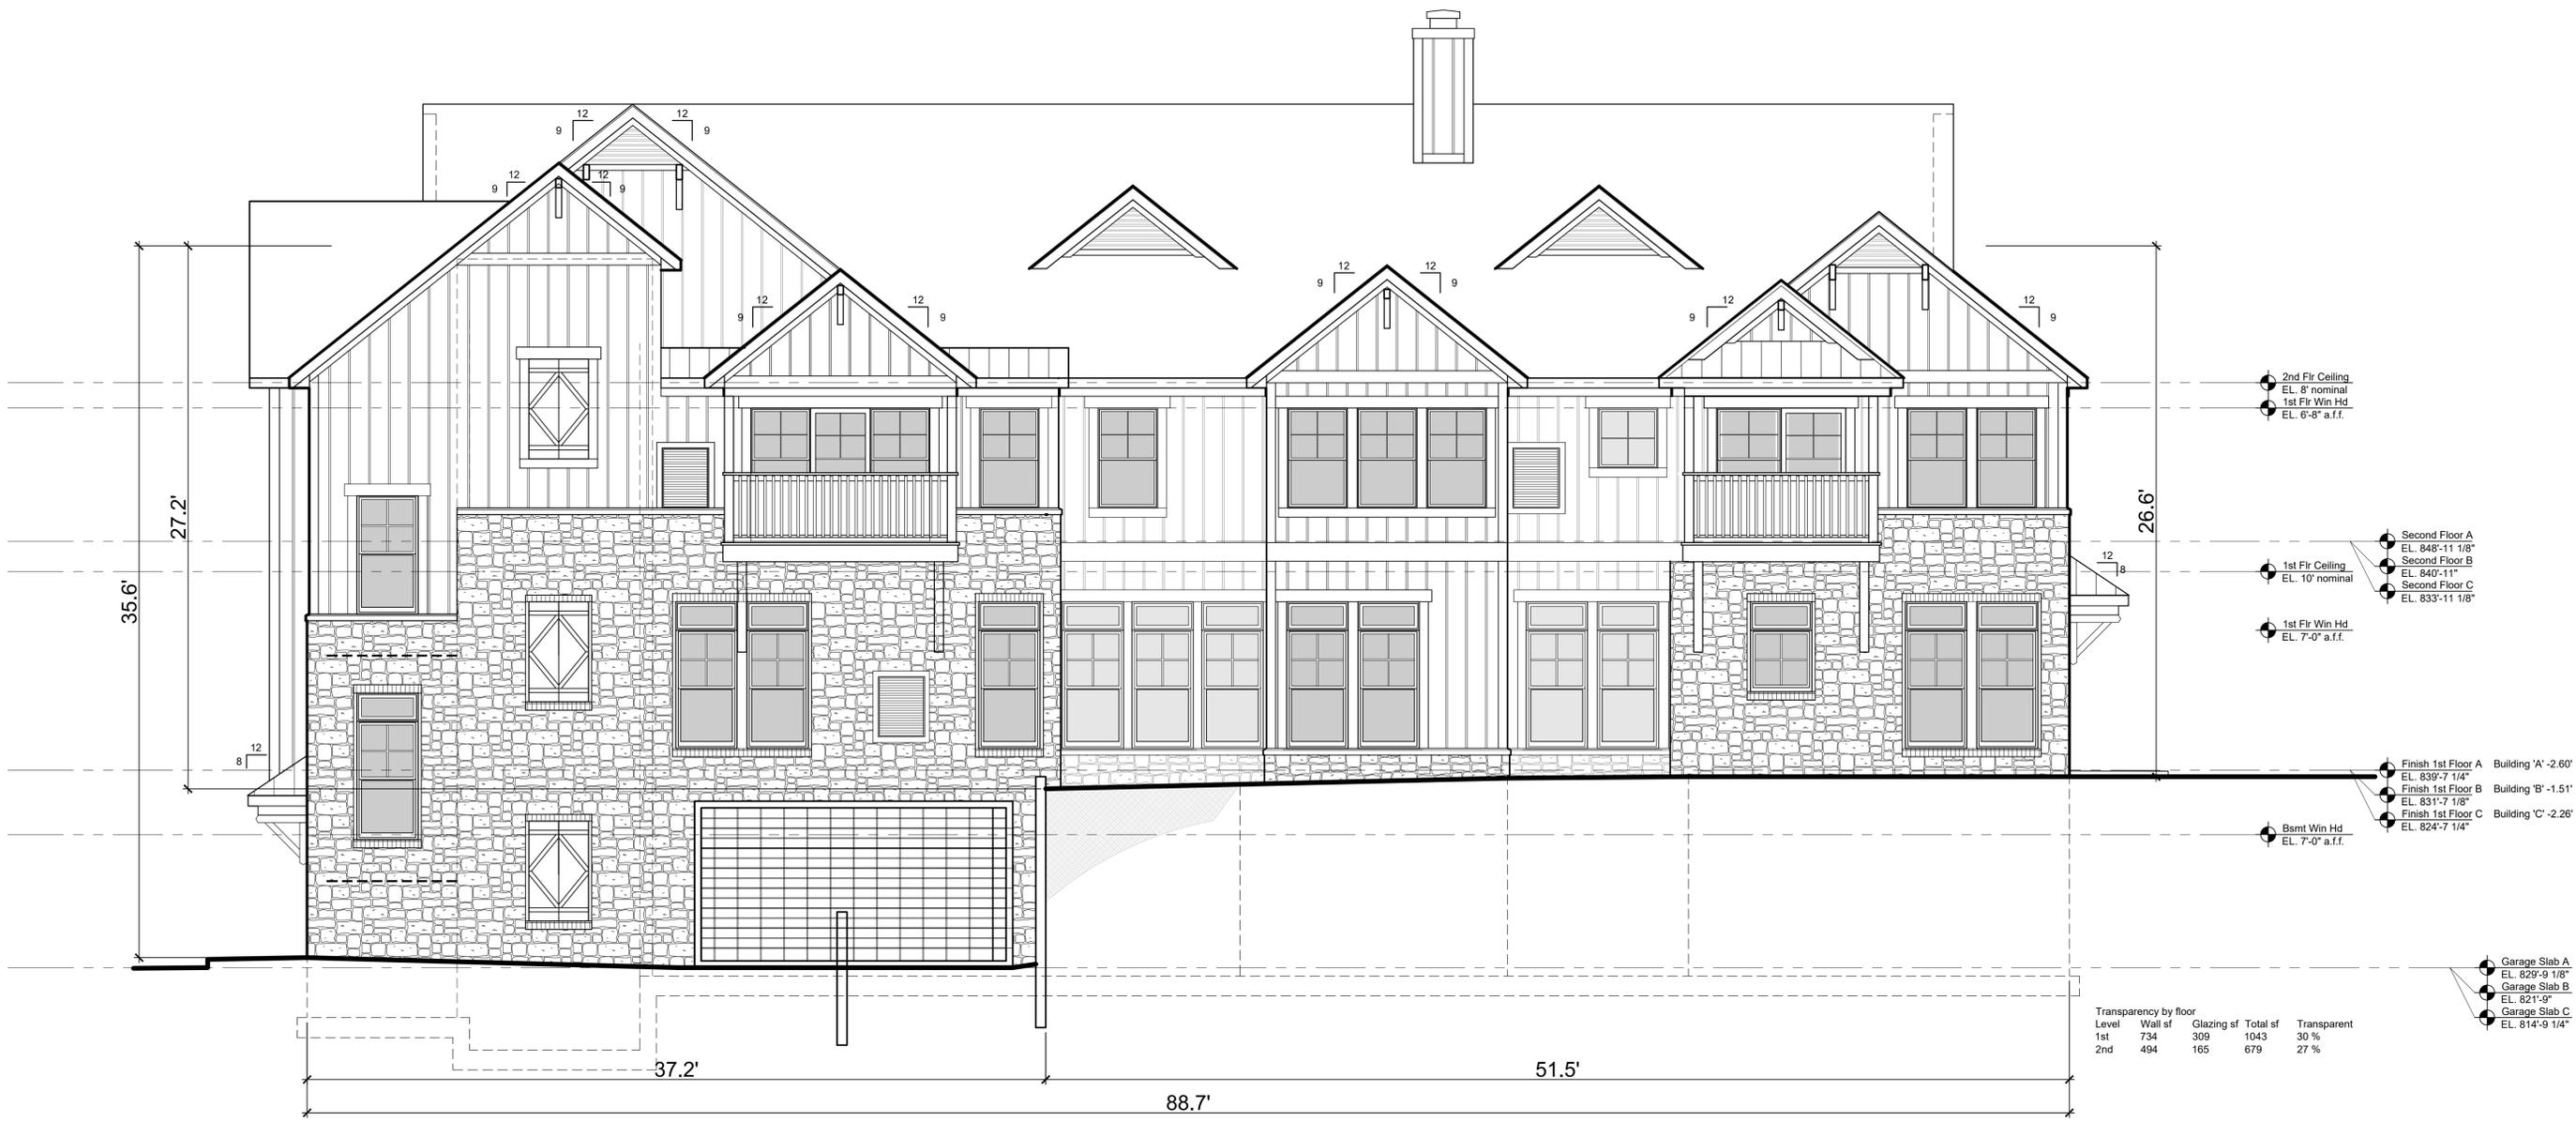 12
12
9
9
12
12
9
9
12
12
9
9
12
12
9
9
12
12
9
9
2nd Flr Ceiling
EL. 8' nominal
1st Flr Win Hd
EL. 6'-8" a.f.f.
27.2'
26.6'
35.6'
Second Floor A
EL. 848'-11 1/8"
Second Floor B
EL. 840'-11"
Second Floor C
EL. 833'-11 1/8"
12
8
1st Flr Ceiling
EL. 10' nominal
1st Flr Win Hd
EL. 7'-0" a.f.f.
12
8
Finish 1st Floor A Building 'A' -2.60'
EL. 839'-7 1/4"
Finish 1st Floor B Building 'B' -1.51'
EL. 831'-7 1/8"
Finish 1st Floor C Building 'C' -2.26'
EL. 824'-7 1/4"
Bsmt Win Hd
EL. 7'-0" a.f.f.
Garage Slab A
EL. 829'-9 1/8"
Garage Slab B
EL. 821'-9"
Garage Slab C
EL. 814'-9 1/4"
Transparency by floor
Level Wall sf Glazing sf Total sf Transparent
1st 734 309 1043 30 %
2nd 494 165 679 27 %
37.2'
51.5'
88.7'